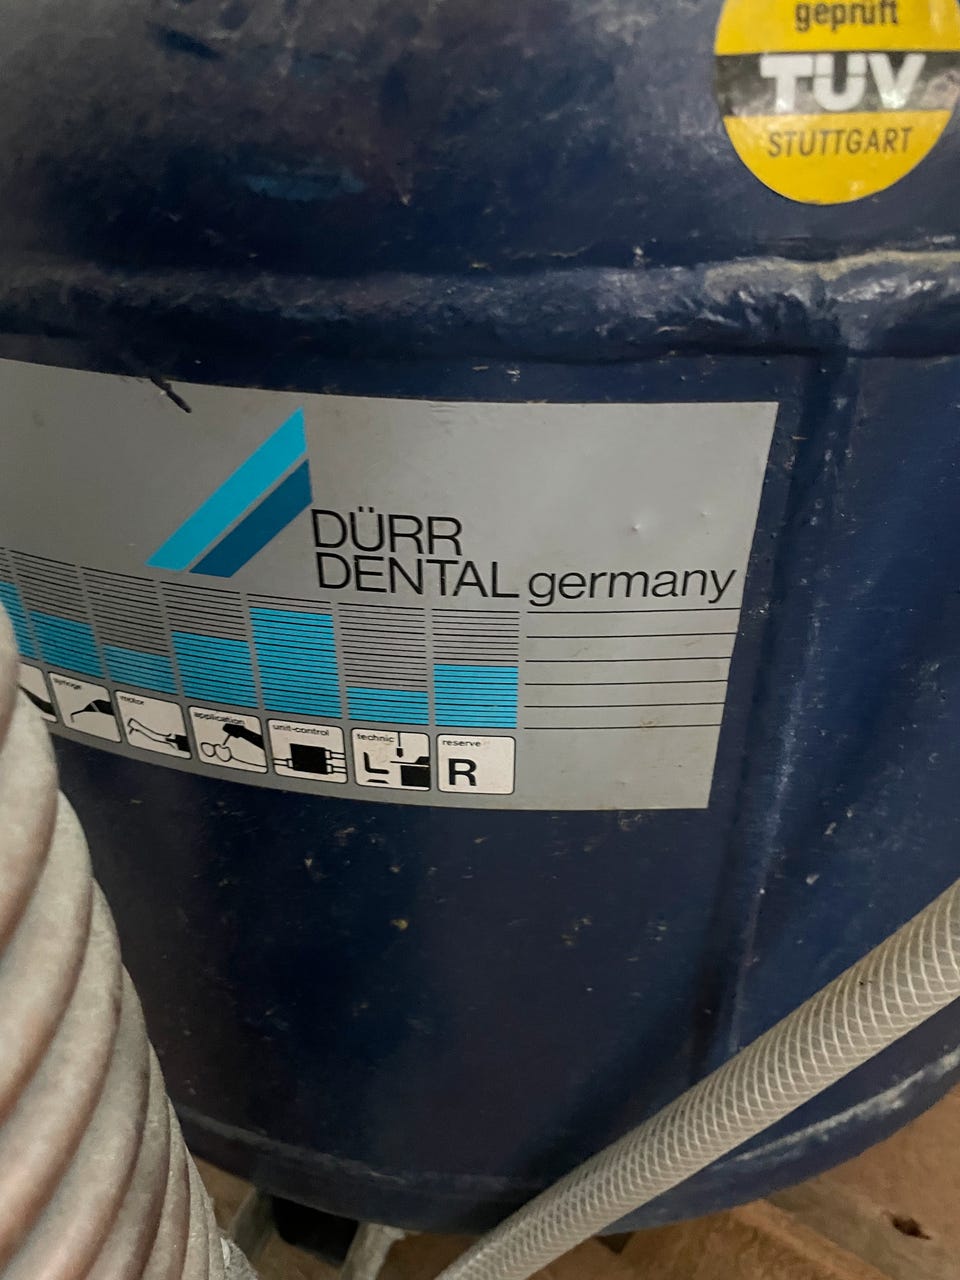 geprüft
TÜV
STUTTGART
DÜRR
DENTAL germany
syringe
motor
application
unit-control
technic
reserve
R